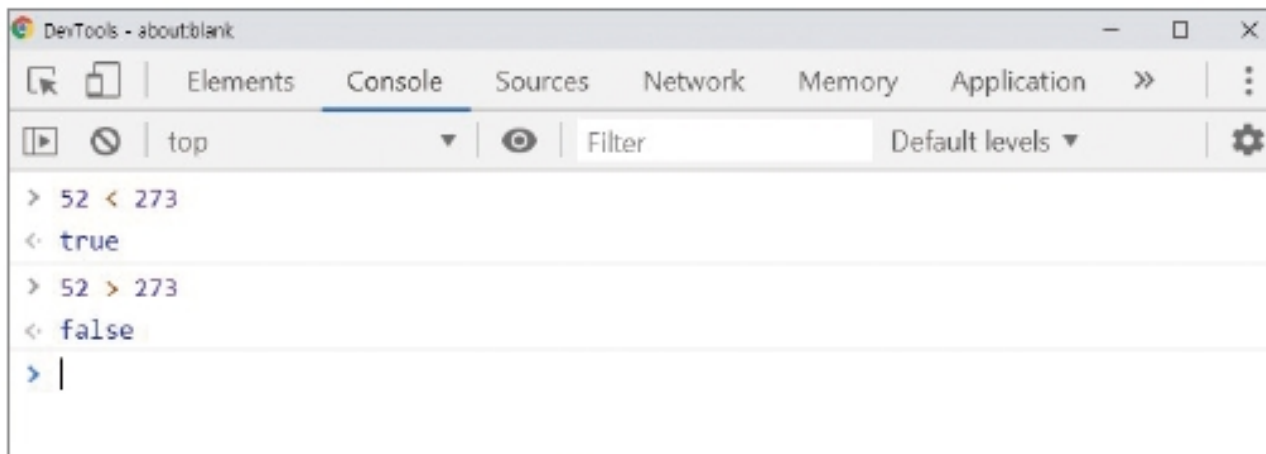 DevTools - about:blank
Elements Console Sources Network Memory Application »
top ▼ Filter Default levels ▼
> 52 < 273
<· true
> 52 > 273
<· false
>